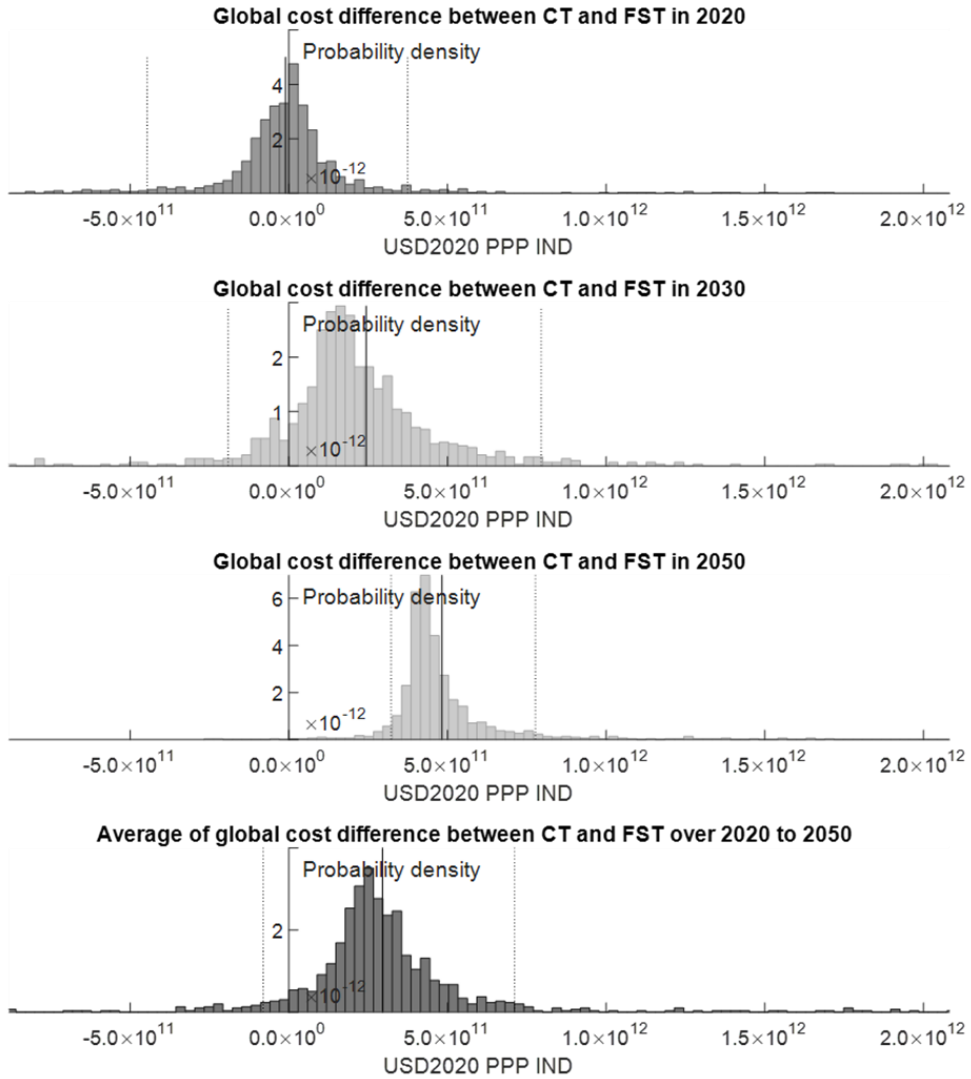 Global cost difference between CT and FST in 2020
Probability density
4
2
×10⁻¹²
-5.0×10¹¹ 0.0×10⁰ 5.0×10¹¹ 1.0×10¹² 1.5×10¹² 2.0×10¹²
USD2020 PPP IND
Global cost difference between CT and FST in 2030
Probability density
2
1
×10⁻¹²
-5.0×10¹¹ 0.0×10⁰ 5.0×10¹¹ 1.0×10¹² 1.5×10¹² 2.0×10¹²
USD2020 PPP IND
Global cost difference between CT and FST in 2050
Probability density
6
4
2
×10⁻¹²
-5.0×10¹¹ 0.0×10⁰ 5.0×10¹¹ 1.0×10¹² 1.5×10¹² 2.0×10¹²
USD2020 PPP IND
Average of global cost difference between CT and FST over 2020 to 2050
Probability density
2
×10⁻¹²
-5.0×10¹¹ 0.0×10⁰ 5.0×10¹¹ 1.0×10¹² 1.5×10¹² 2.0×10¹²
USD2020 PPP IND